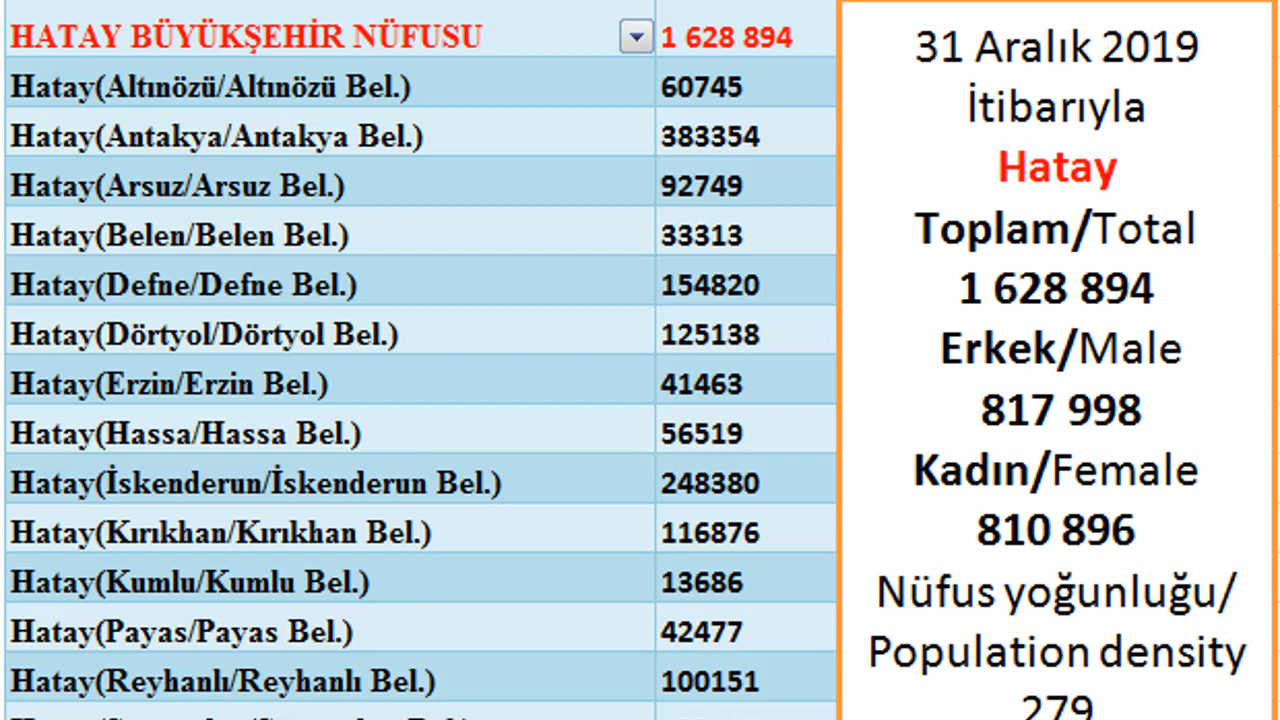 HATAY BÜYÜKŞEHİR NÜFUSU 1 628 894
Hatay(Altınözü/Altınözü Bel.) 60745
Hatay(Antakya/Antakya Bel.) 383354
Hatay(Arsuz/Arsuz Bel.) 92749
Hatay(Belen/Belen Bel.) 33313
Hatay(Defne/Defne Bel.) 154820
Hatay(Dörtyol/Dörtyol Bel.) 125138
Hatay(Erzin/Erzin Bel.) 41463
Hatay(Hassa/Hassa Bel.) 56519
Hatay(İskenderun/İskenderun Bel.) 248380
Hatay(Kırıkhan/Kırıkhan Bel.) 116876
Hatay(Kumlu/Kumlu Bel.) 13686
Hatay(Payas/Payas Bel.) 42477
Hatay(Reyhanlı/Reyhanlı Bel.) 100151
31 Aralık 2019
İtibarıyla
Hatay
Toplam/Total
1 628 894
Erkek/Male
817 998
Kadın/Female
810 896
Nüfus yoğunluğu/
Population density
279